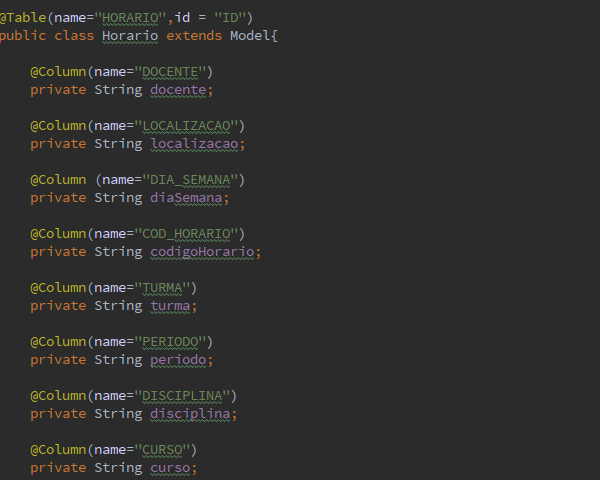 @Table(name="HORARIO",id = "ID")
public class Horario extends Model{
@Column(name="DOCENTE")
private String docente;
@Column(name="LOCALIZACAO")
private String localizacao;
@Column (name="DIA_SEMANA")
private String diaSemana;
@Column(name="COD_HORARIO")
private String codigoHorario;
@Column(name="TURMA")
private String turma;
@Column(name="PERIODO")
private String periodo;
@Column(name="DISCIPLINA")
private String disciplina;
@Column(name="CURSO")
private String curso;